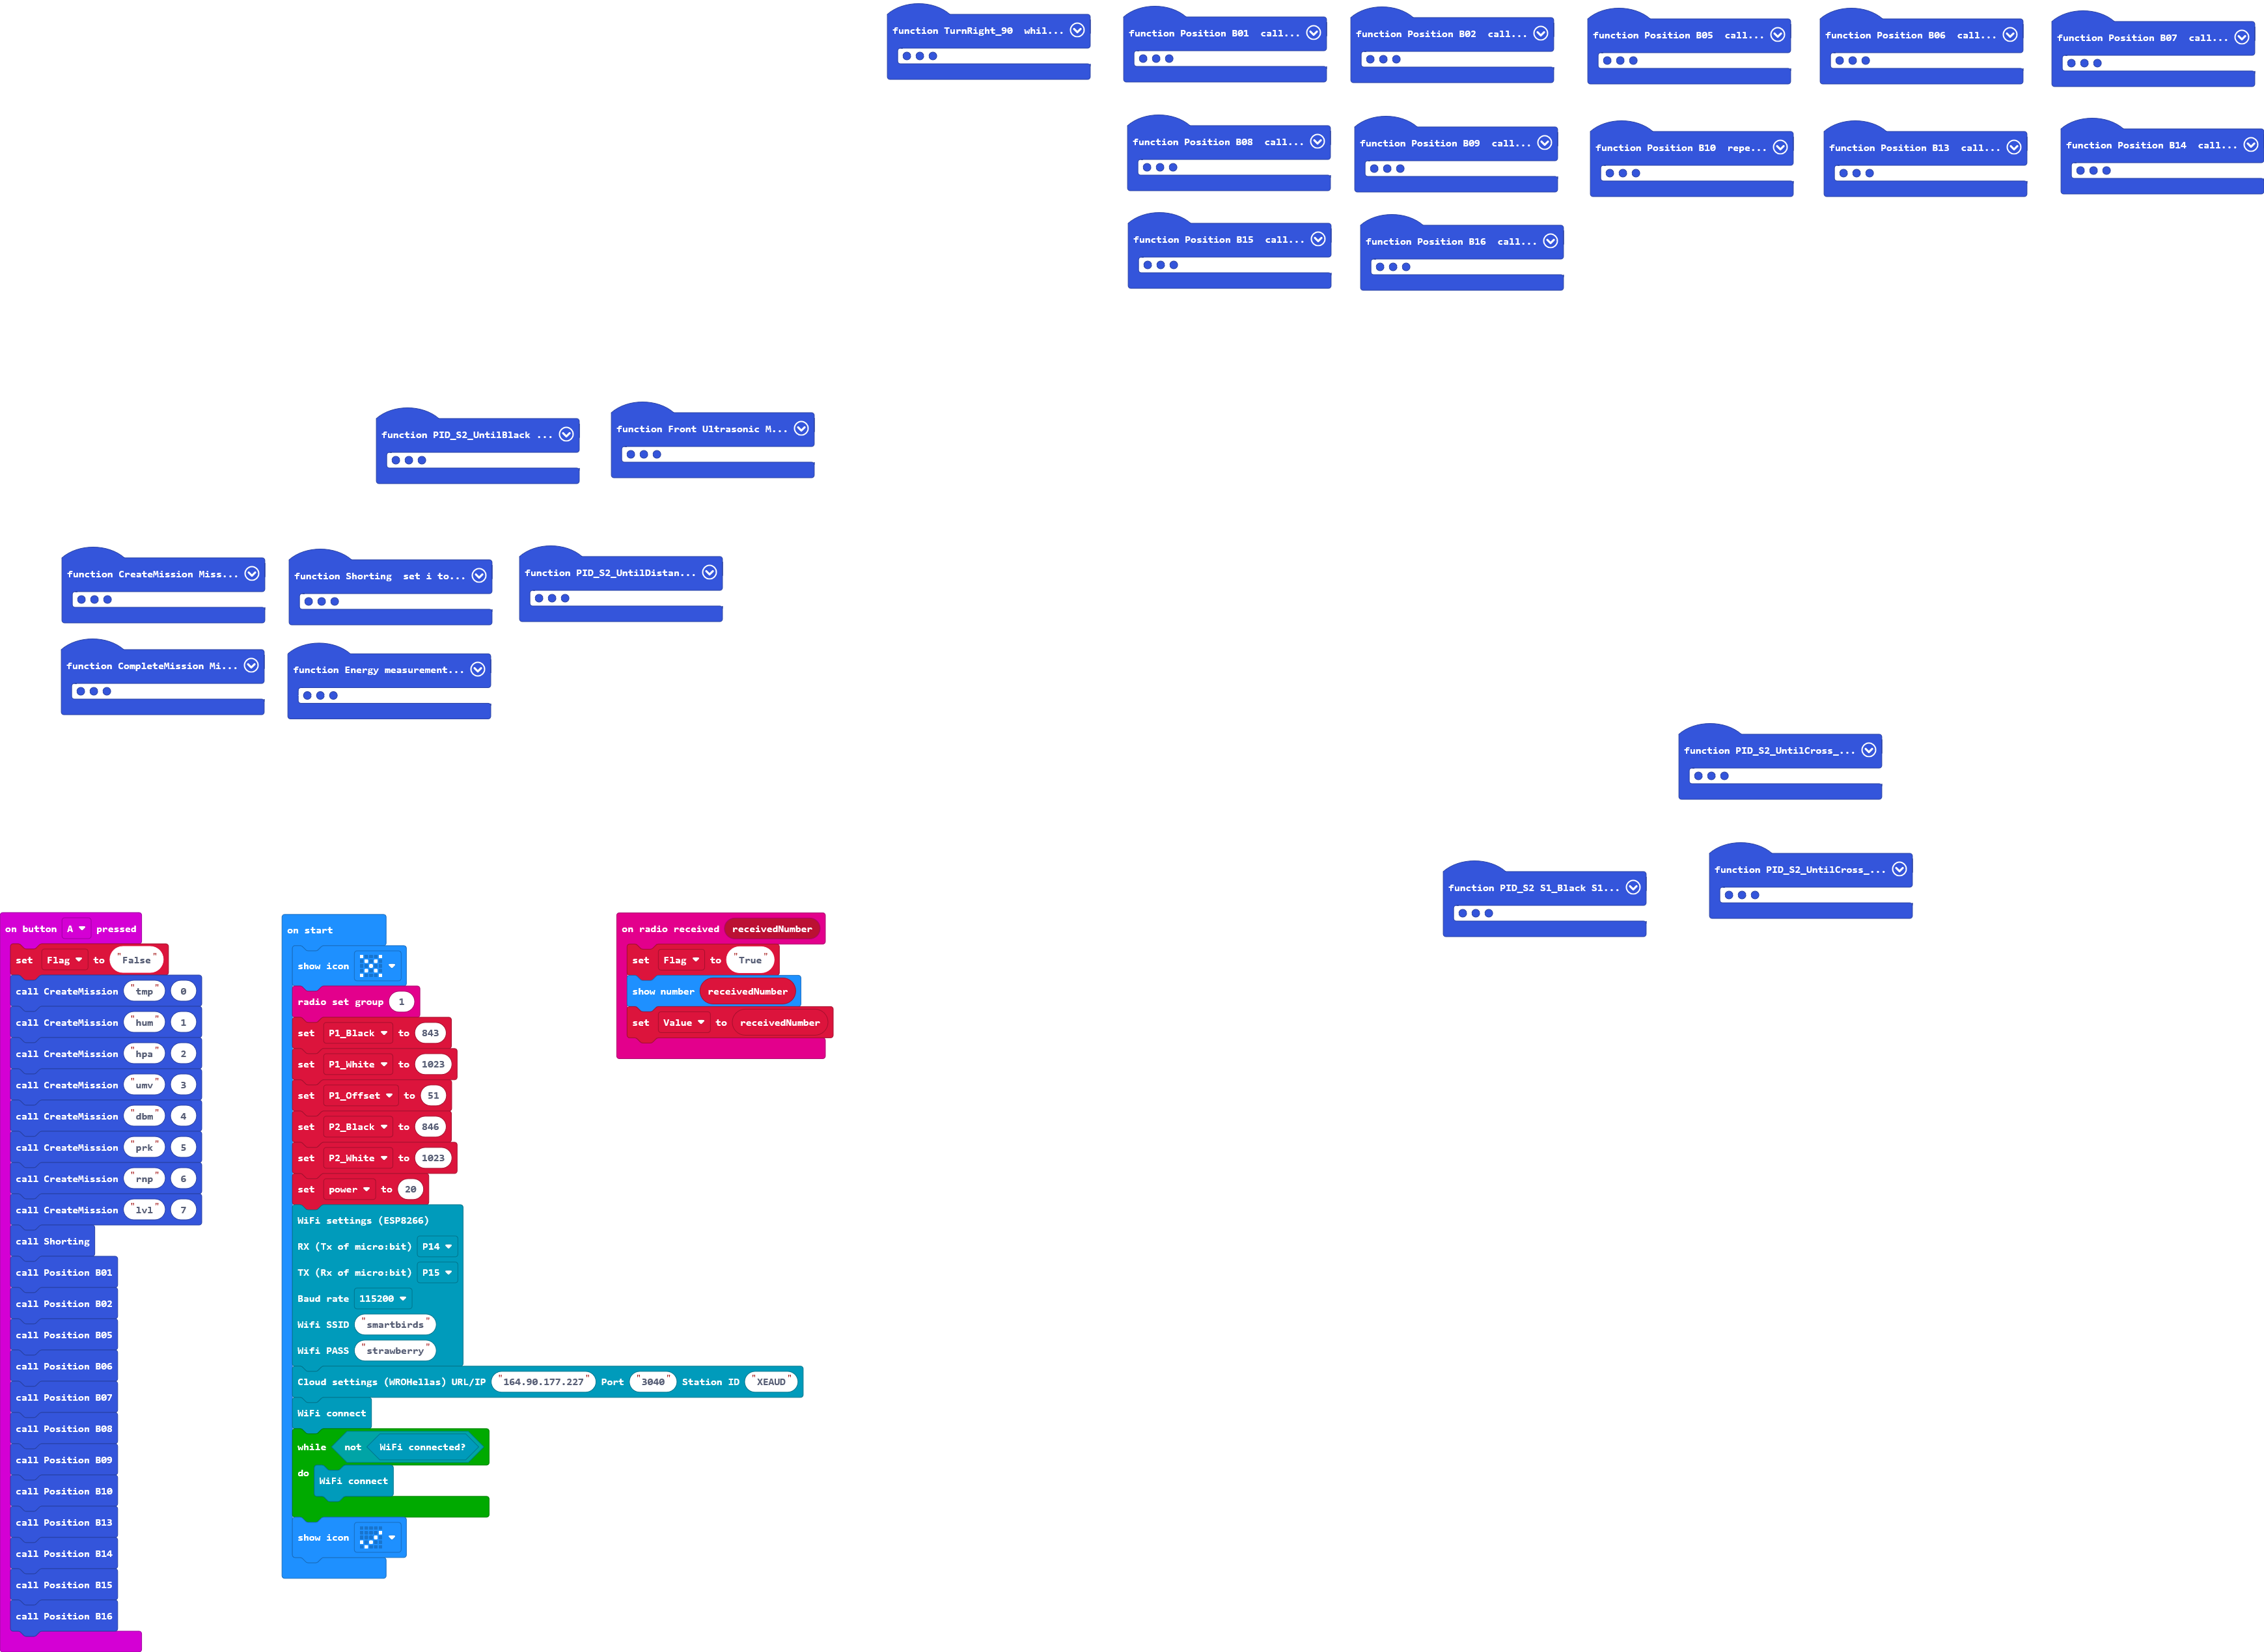 function TurnRight_90 whil...
function Position B01 call...
function Position B02 call...
function Position B05 call...
function Position B06 call...
function Position B07 call...
function Position B08 call...
function Position B09 call...
function Position B10 repe...
function Position B13 call...
function Position B14 call...
function Position B15 call...
function Position B16 call...
function PID_S2_UntilBlack ...
function Front Ultrasonic M...
function CreateMission Miss...
function Shorting set i to...
function PID_S2_UntilDistan...
function CompleteMission Mi...
function Energy measurement...
function PID_S2_UntilCross_...
function PID_S2_UntilCross_...
function PID_S2 S1_Black S1...
on button A pressed
set Flag to "False"
call CreateMission "tmp" 0
call CreateMission "hum" 1
call CreateMission "hpa" 2
call CreateMission "umv" 3
call CreateMission "dbm" 4
call CreateMission "prk" 5
call CreateMission "rnp" 6
call CreateMission "lvl" 7
call Shorting
call Position B01
call Position B02
call Position B05
call Position B06
call Position B07
call Position B08
call Position B09
call Position B10
call Position B13
call Position B14
call Position B15
call Position B16
on start
show icon
radio set group 1
set P1_Black to 843
set P1_White to 1023
set P1_Offset to 51
set P2_Black to 846
set P2_White to 1023
set power to 20
WiFi settings (ESP8266)
RX (Tx of micro:bit) P14
TX (Rx of micro:bit) P15
Baud rate 115200
Wifi SSID "smartbirds"
Wifi PASS "strawberry"
Cloud settings (WROHellas) URL/IP "164.90.177.227" Port "3040" Station ID "XEAUD"
WiFi connect
while not WiFi connected?
do WiFi connect
show icon
on radio received receivedNumber
set Flag to "True"
show number receivedNumber
set Value to receivedNumber